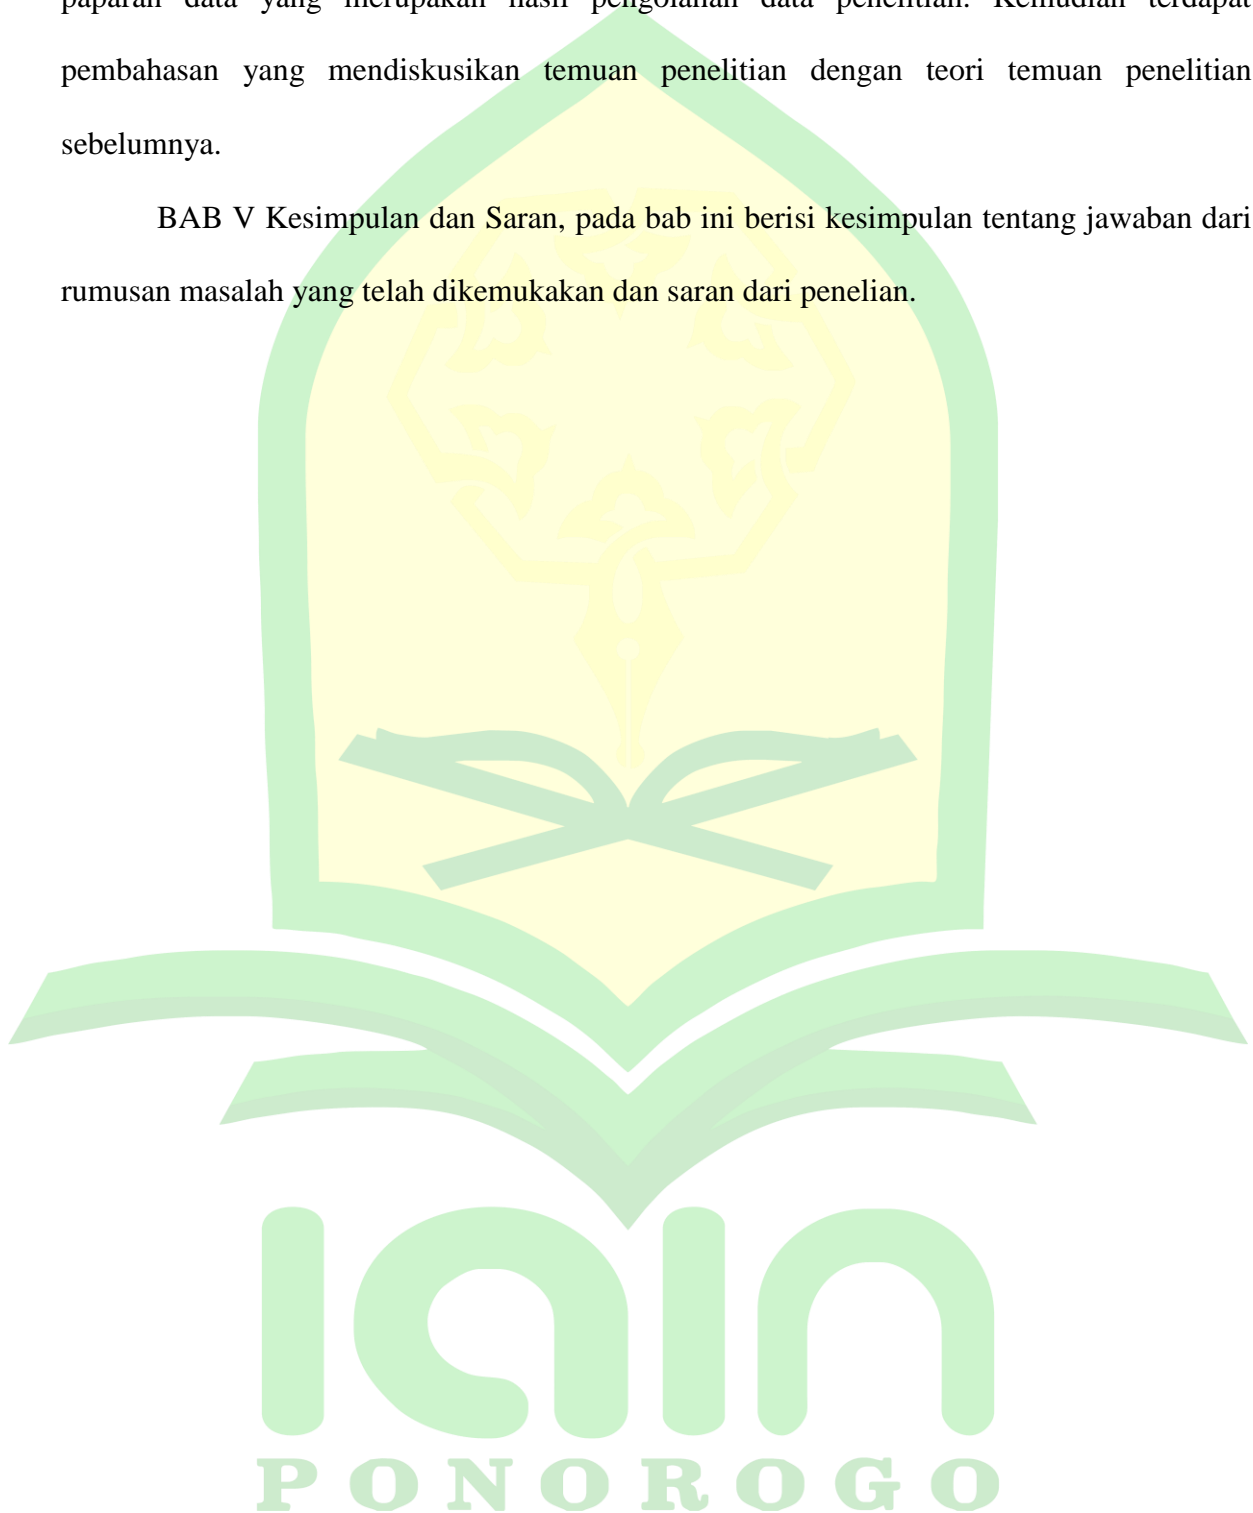 paparan data yang merupakan hasil pengolahan data penelitian. Kemudian terdapat
pembahasan yang mendiskusikan temuan penelitian dengan teori temuan penelitian
sebelumnya.
BAB V Kesimpulan dan Saran, pada bab ini berisi kesimpulan tentang jawaban dari
rumusan masalah yang telah dikemukakan dan saran dari penelian.
iain
PONOROGO